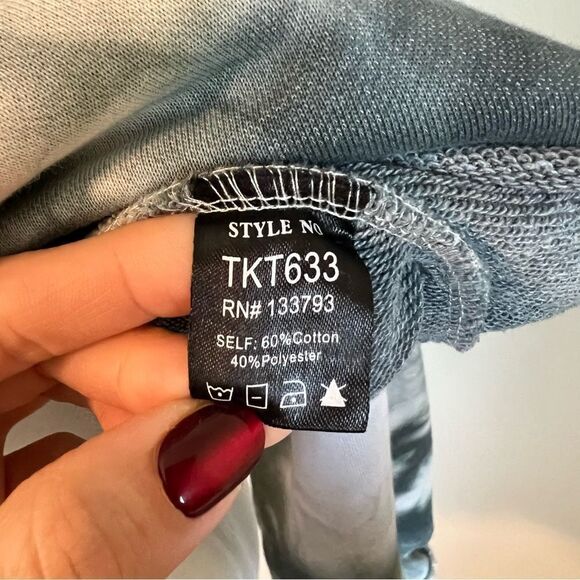 STYLE NO
TKT633
RN# 133793
SELF: 60%Cotton
40%Polyester